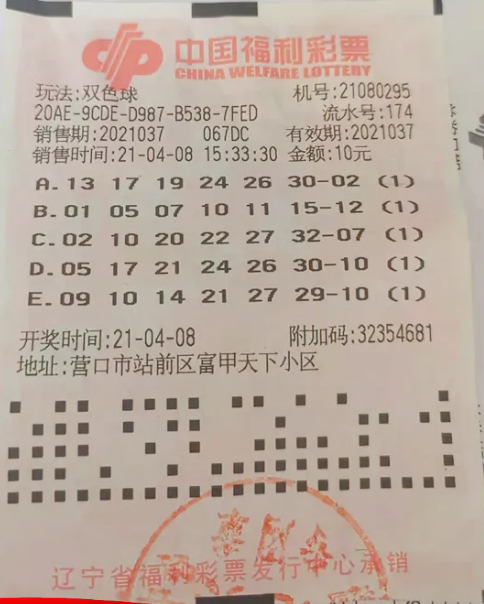 中国福利彩票
CHINA WELFARE LOTTERY
玩法:双色球 机号:21080295
20AE-9CDE-D987-B538-7FED 流水号:174
销售期:2021037 067DC 有效期:2021037
销售时间:21-04-08 15:33:30 金额:10元
A.13 17 19 24 26 30-02 (1)
B.01 05 07 10 11 15-12 (1)
C.02 10 20 22 27 32-07 (1)
D.05 17 21 24 26 30-10 (1)
E.09 10 14 21 27 29-10 (1)
开奖时间:21-04-08 附加码:32354681
地址:营口市站前区富甲天下小区
辽宁省福利彩票发行中心承销